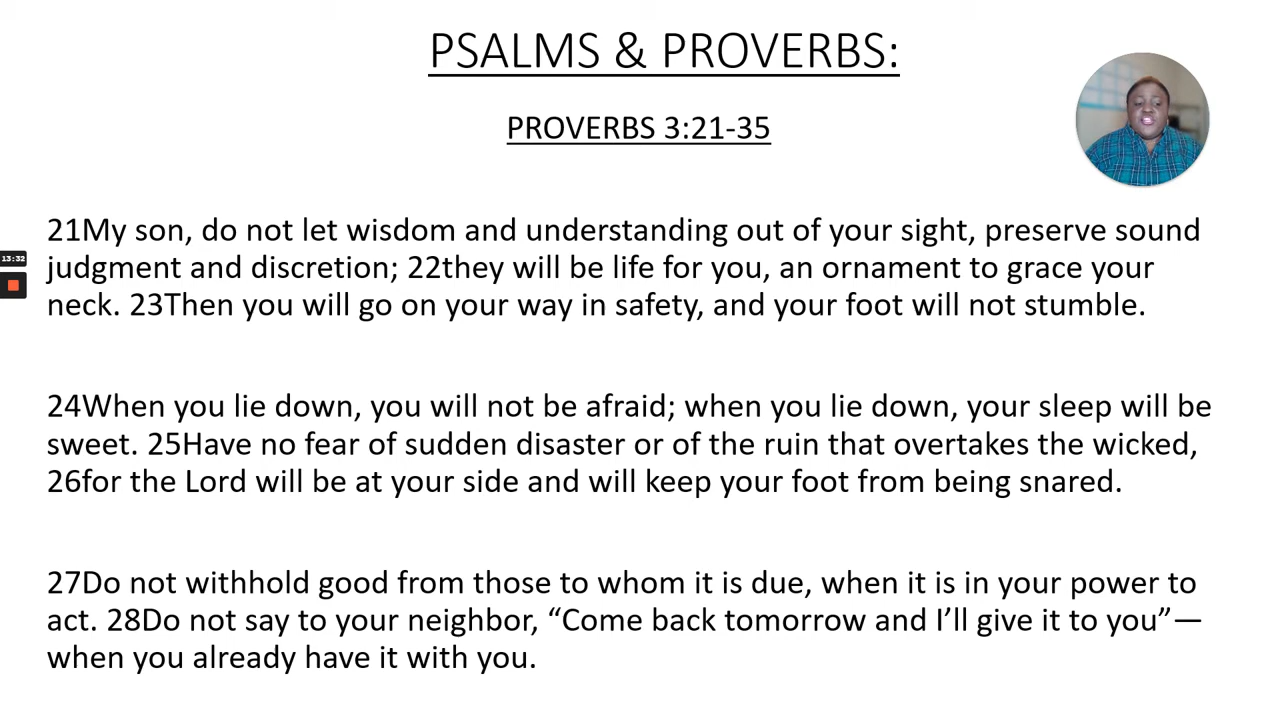 PSALMS & PROVERBS:
PROVERBS 3:21-35
21My son, do not let wisdom and understanding out of your sight, preserve sound
judgment and discretion; 22they will be life for you, an ornament to grace your
neck. 23Then you will go on your way in safety, and your foot will not stumble.
13:32
24When you lie down, you will not be afraid; when you lie down, your sleep will be
sweet. 25Have no fear of sudden disaster or of the ruin that overtakes the wicked,
26for the Lord will be at your side and will keep your foot from being snared.
27Do not withhold good from those to whom it is due, when it is in your power to
act. 28Do not say to your neighbor, “Come back tomorrow and I’ll give it to you”—
when you already have it with you.